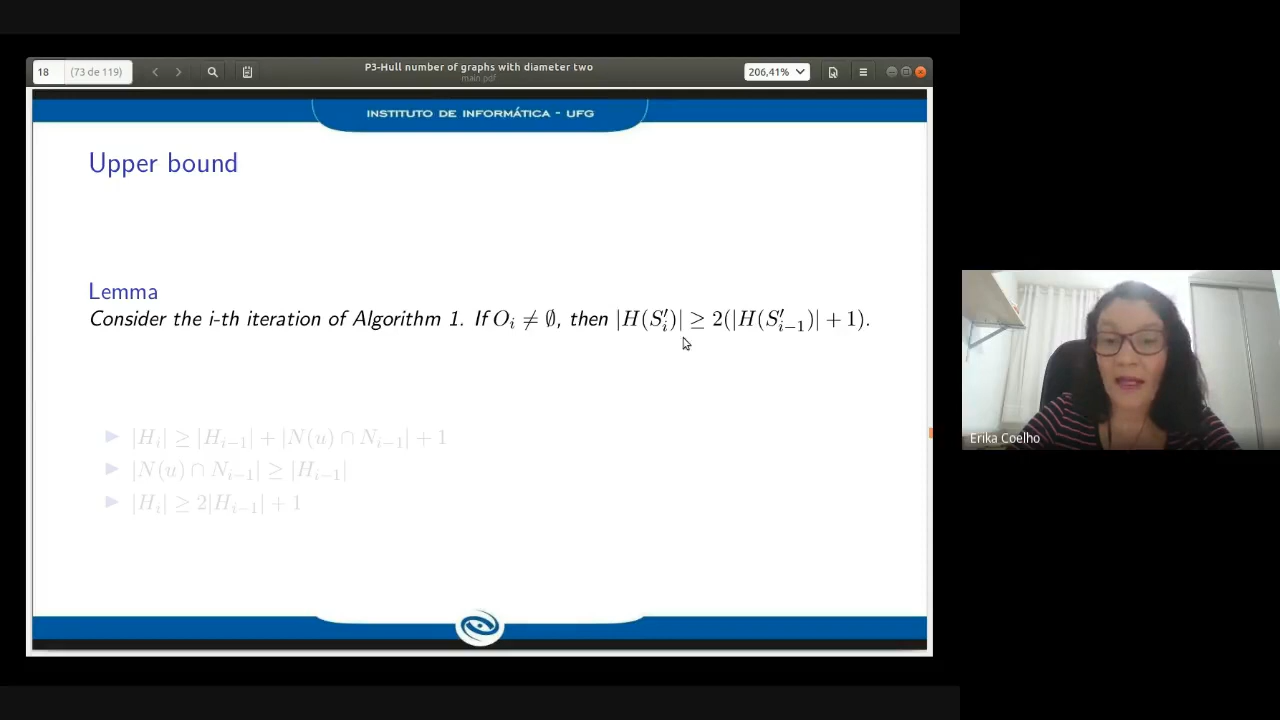 18 (73 de 119)
P3-Hull number of graphs with diameter two
main.pdf
206,41%
INSTITUTO DE INFORMÁTICA - UFG
Upper bound
Lemma
Consider the i-th iteration of Algorithm 1. If O_i ≠ ∅, then |H(S′_i)| ≥ 2(|H(S′_{i−1})| + 1).
▶ |H_i| ≥ |H_{i−1}| + |N(u) ∩ N_{i−1}| + 1
▶ |N(u) ∩ N_{i−1}| ≥ |H_{i−1}|
▶ |H_i| ≥ 2|H_{i−1}| + 1
Erika Coelho